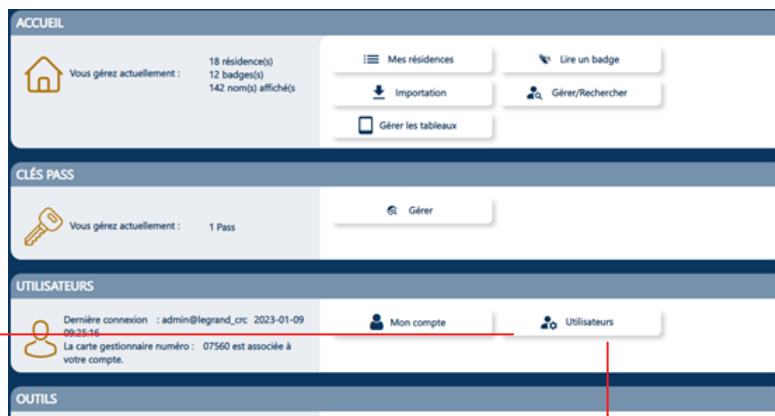 ACCUEIL
Vous gérez actuellement :
18 résidence(s)
12 badges(s)
142 nom(s) affiché(s
Mes résidences
Lire un badge
Importation
Gérer/Rechercher
Gérer les tableaux
CLÉS PASS
Vous gérez actuellement :
1 Pass
Gérer
UTILISATEURS
Dernière connexion : admin@legrand_crc 2023-01-09
09:25:16
La carte gestionnaire numéro : 07560 est associée à
votre compte.
Mon compte
Utilisateurs
OUTILS